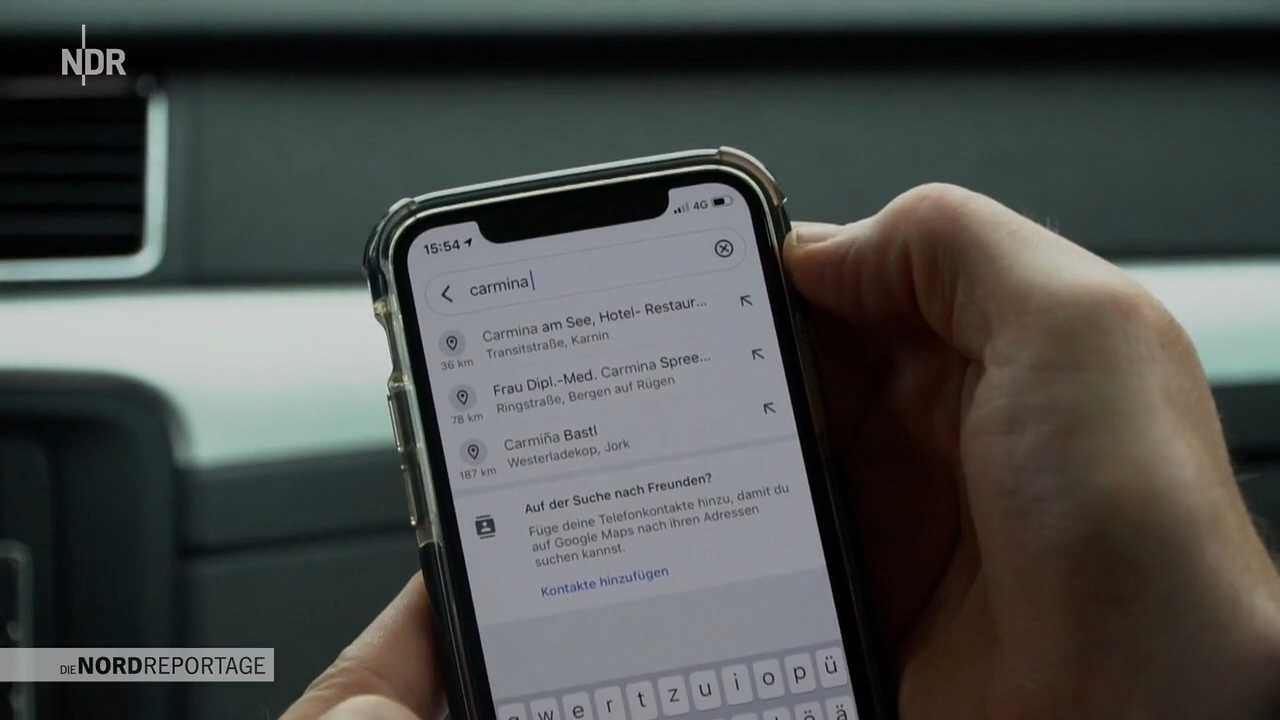 NDR
15:54
4G
carmina
Carmina am See, Hotel- Restaur...
Transitstraße, Karnin
36 km
Frau Dipl.-Med. Carmina Spree...
Ringstraße, Bergen auf Rügen
78 km
Carmiña Bastl
Westerladekop, Jork
187 km
Auf der Suche nach Freunden?
Füge deine Telefonkontakte hinzu, damit du
auf Google Maps nach ihren Adressen
suchen kannst.
Kontakte hinzufügen
q w e r t z u i o p ü
ö ä
DIE NORDREPORTAGE